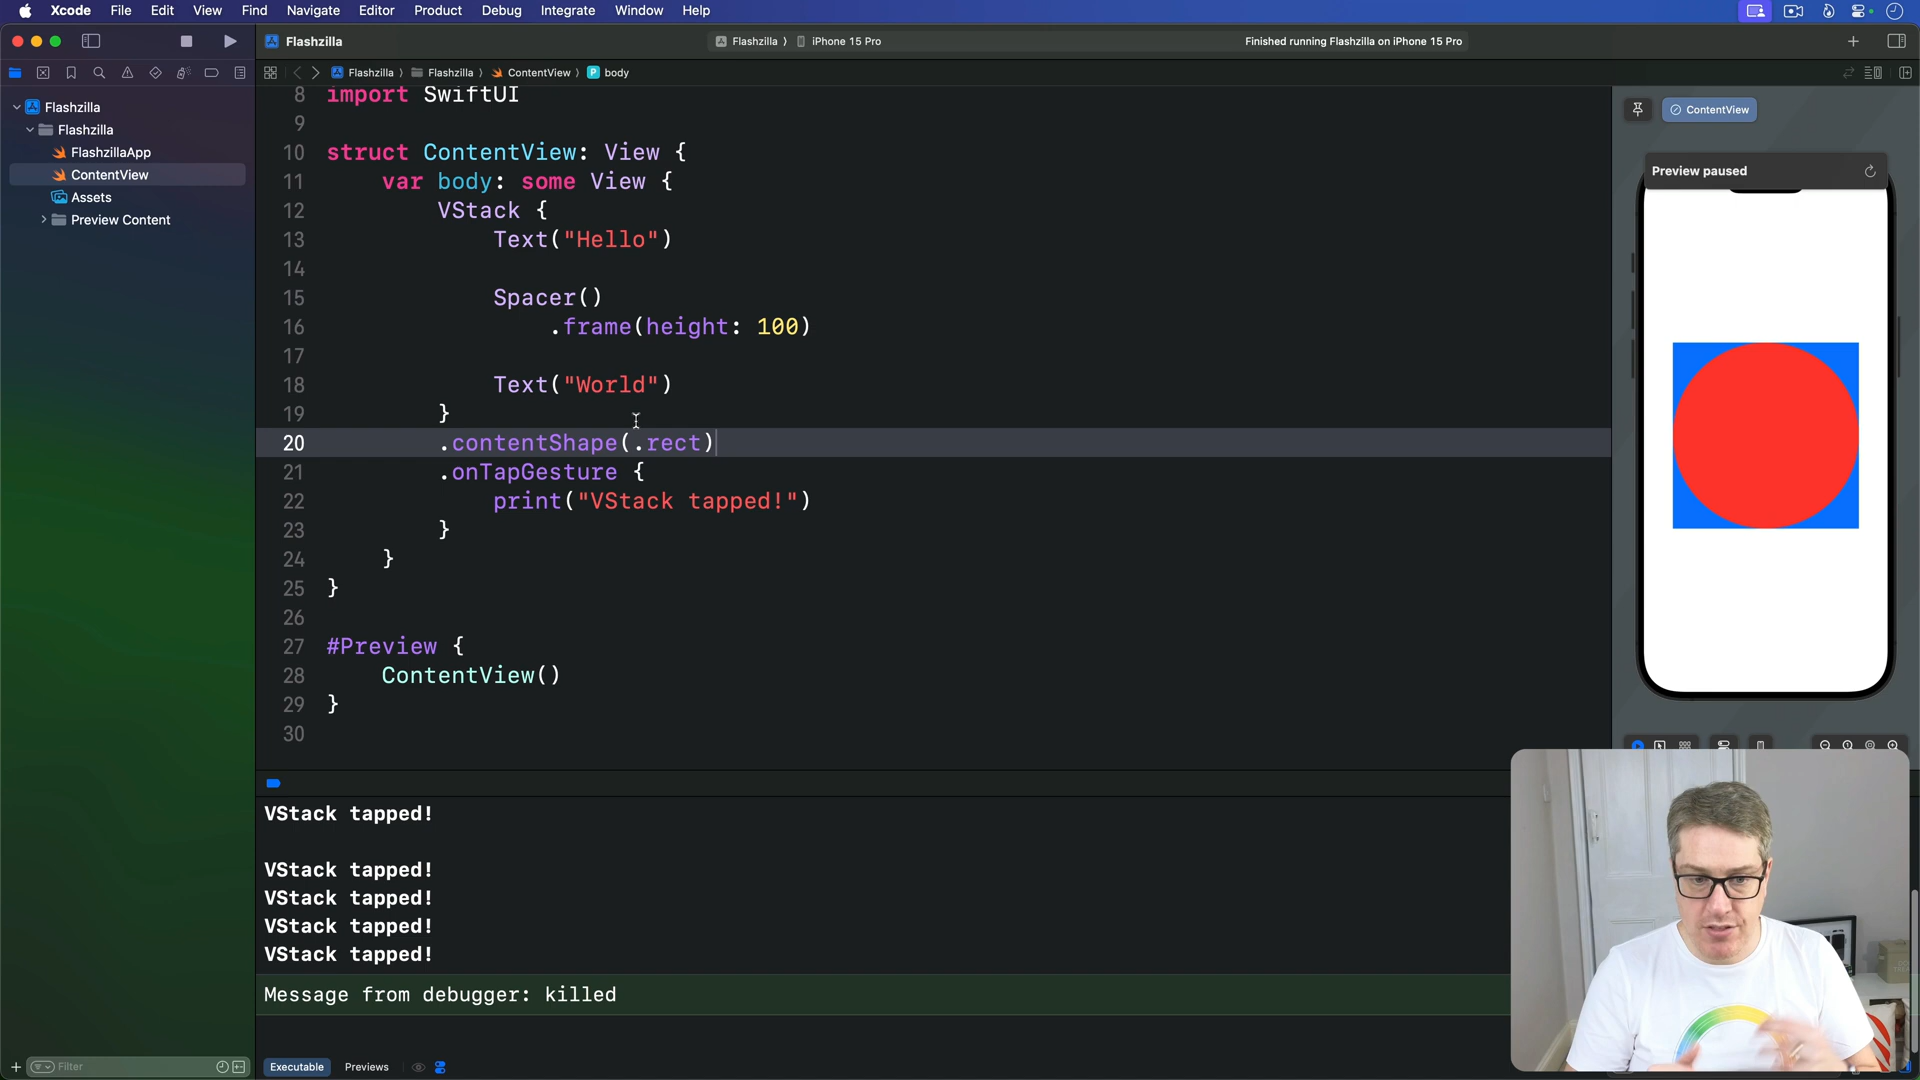 Xcode File Edit View Find Navigate Editor Product Debug Integrate Window Help
Flashzilla
Flashzilla
iPhone 15 Pro
Finished running Flashzilla on iPhone 15 Pro
Flashzilla
Flashzilla
ContentView
body
Flashzilla
Flashzilla
FlashzillaApp
ContentView
Assets
Preview Content
8 import SwiftUI
9
10 struct ContentView: View {
11 var body: some View {
12 VStack {
13 Text("Hello")
14
15 Spacer()
16 .frame(height: 100)
17
18 Text("World")
19 }
20 .contentShape(.rect)
21 .onTapGesture {
22 print("VStack tapped!")
23 }
24 }
25 }
26
27 #Preview {
28 ContentView()
29 }
30
ContentView
Preview paused
VStack tapped!
VStack tapped!
VStack tapped!
VStack tapped!
VStack tapped!
Message from debugger: killed
Filter
Executable
Previews